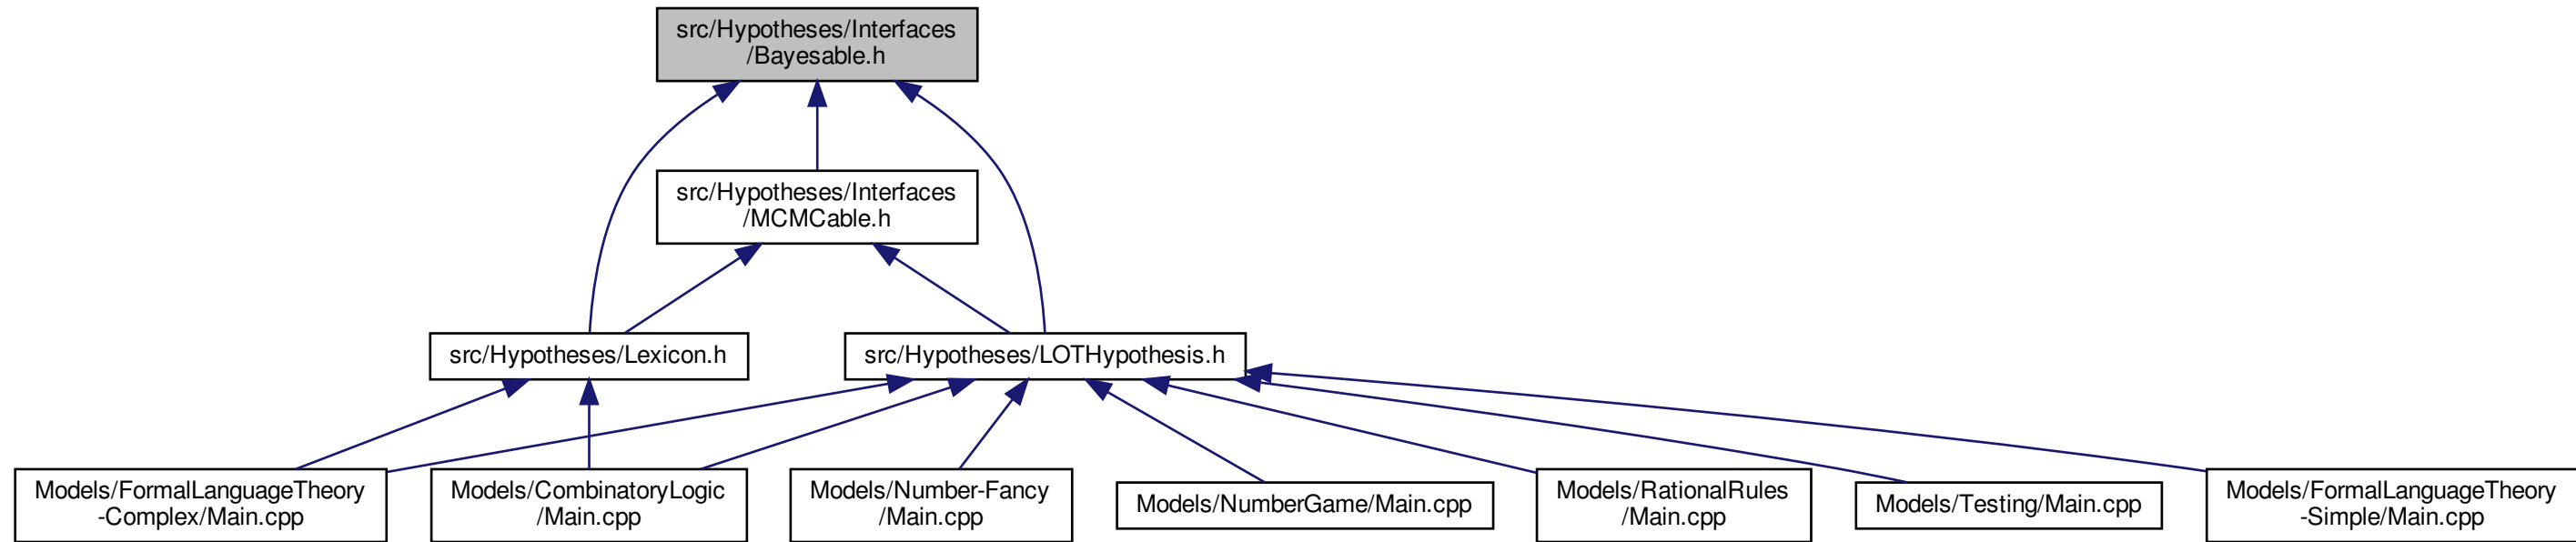 src/Hypotheses/Interfaces
/Bayesable.h
src/Hypotheses/Interfaces
/MCMCable.h
src/Hypotheses/Lexicon.h
src/Hypotheses/LOTHypothesis.h
Models/FormalLanguageTheory
-Complex/Main.cpp
Models/CombinatoryLogic
/Main.cpp
Models/Number-Fancy
/Main.cpp
Models/NumberGame/Main.cpp
Models/RationalRules
/Main.cpp
Models/Testing/Main.cpp
Models/FormalLanguageTheory
-Simple/Main.cpp